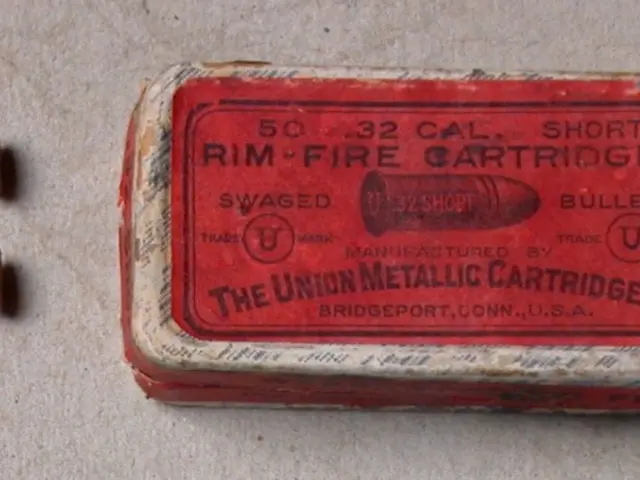 50 .32 CAL. SHORT
RIM-FIRE CARTRIDG
SWAGED U .32 SHORT BULLE
TRADE U MARK TRADE U
MANUFACTURED BY
THE UNION METALLIC CARTRIDGE
BRIDGEPORT, CONN., U.S.A.